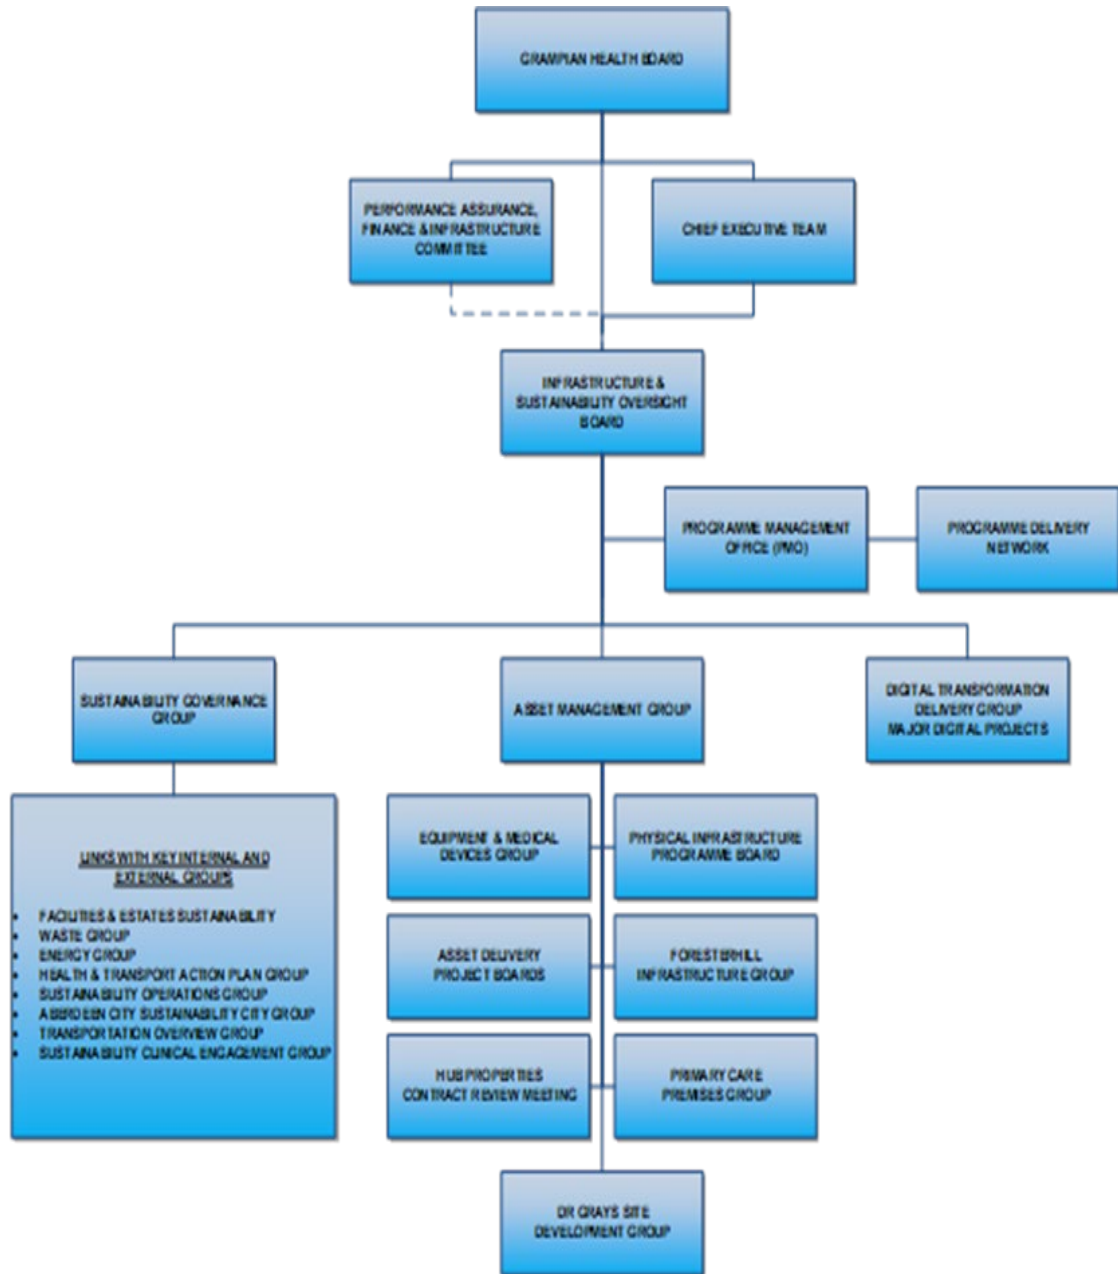 GRAMPIAN HEALTH BOARD
PERFORMANCE ASSURANCE,
FINANCE & INFRASTRUCTURE
COMMITTEE
CHIEF EXECUTIVE TEAM
INFRASTRUCTURE &
SUSTAINABILITY OVERSIGHT
BOARD
PROGRAMME MANAGEMENT
OFFICE (PMO)
PROGRAMME DELIVERY
NETWORK
SUSTAINABILITY GOVERNANCE
GROUP
ASSET MANAGEMENT GROUP
DIGITAL TRANSFORMATION
DELIVERY GROUP
MAJOR DIGITAL PROJECTS
LINKS WITH KEY INTERNAL AND
EXTERNAL GROUPS
• FACILITIES & ESTATES SUSTAINABILITY
• WASTE GROUP
• ENERGY GROUP
• HEALTH & TRANSPORT ACTION PLAN GROUP
• SUSTAINABILITY OPERATIONS GROUP
• ABERDEEN CITY SUSTAINABILITY CITY GROUP
• TRANSPORTATION OVERVIEW GROUP
• SUSTAINABILITY CLINICAL ENGAGEMENT GROUP
EQUIPMENT & MEDICAL
DEVICES GROUP
PHYSICAL INFRASTRUCTURE
PROGRAMME BOARD
ASSET DELIVERY
PROJECT BOARDS
FORESTERHILL
INFRASTRUCTURE GROUP
HUB PROPERTIES
CONTRACT REVIEW MEETING
PRIMARY CARE
PREMISES GROUP
DR GRAYS SITE
DEVELOPMENT GROUP